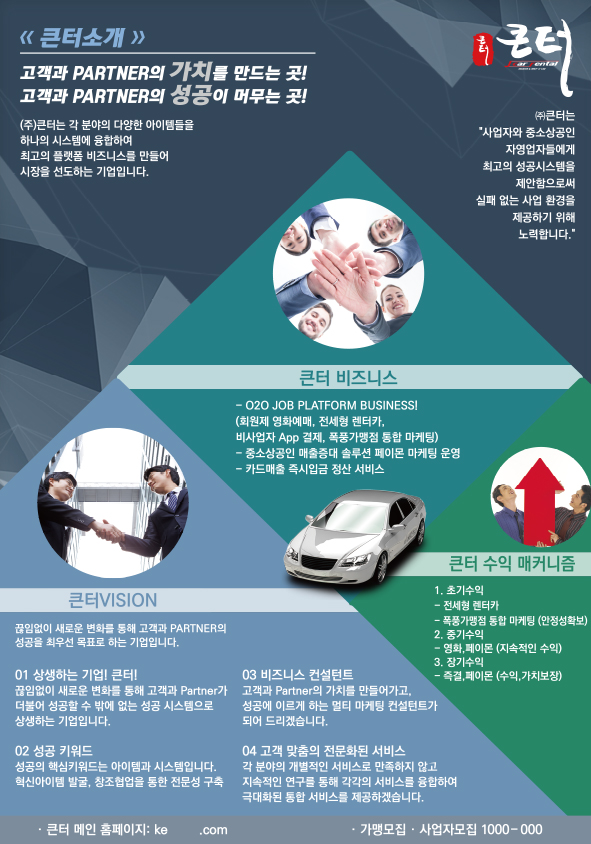 《 큰터소개 》
고객과 PARTNER의 가치를 만드는 곳!
고객과 PARTNER의 성공이 머무는 곳!
(주)큰터는 각 분야의 다양한 아이템들을
하나의 시스템에 융합하여
최고의 플랫폼 비즈니스를 만들어
시장을 선도하는 기업입니다.
큰터
큰터
CarRental
㈜큰터는
"사업자와 중소상공인
자영업자들에게
최고의 성공시스템을
제안함으로써
실패 없는 사업 환경을
제공하기 위해
노력합니다."
큰터 비즈니스
- O2O JOB PLATFORM BUSINESS!
(회원제 영화예매, 전세형 렌터카,
비사업자 App 결제, 폭풍가맹점 통합 마케팅)
- 중소상공인 매출증대 솔루션 페이몬 마케팅 운영
- 카드매출 즉시입금 정산 서비스
큰터 수익 매커니즘
1. 초기수익
- 전세형 렌터카
- 폭풍가맹점 통합 마케팅 (안정성확보)
2. 중기수익
- 영화,페이몬 (지속적인 수익)
3. 장기수익
- 즉결,페이몬 (수익,가치보장)
큰터VISION
끊임없이 새로운 변화를 통해 고객과 PARTNER의
성공을 최우선 목표로 하는 기업입니다.
01 상생하는 기업! 큰터!
끊임없이 새로운 변화를 통해 고객과 Partner가
더불어 성공할 수 밖에 없는 성공 시스템으로
상생하는 기업입니다.
02 성공 키워드
성공의 핵심키워드는 아이템과 시스템입니다.
혁신아이템 발굴, 창조협업을 통한 전문성 구축
03 비즈니스 컨설턴트
고객과 Partner의 가치를 만들어가고,
성공에 이르게 하는 멀티 마케팅 컨설턴트가
되어 드리겠습니다.
04 고객 맞춤의 전문화된 서비스
각 분야의 개별적인 서비스로 만족하지 않고
지속적인 연구를 통해 각각의 서비스를 융합하여
극대화된 통합 서비스를 제공하겠습니다.
· 큰터 메인 홈페이지: ke .com
· 가맹모집 · 사업자모집 1000-000